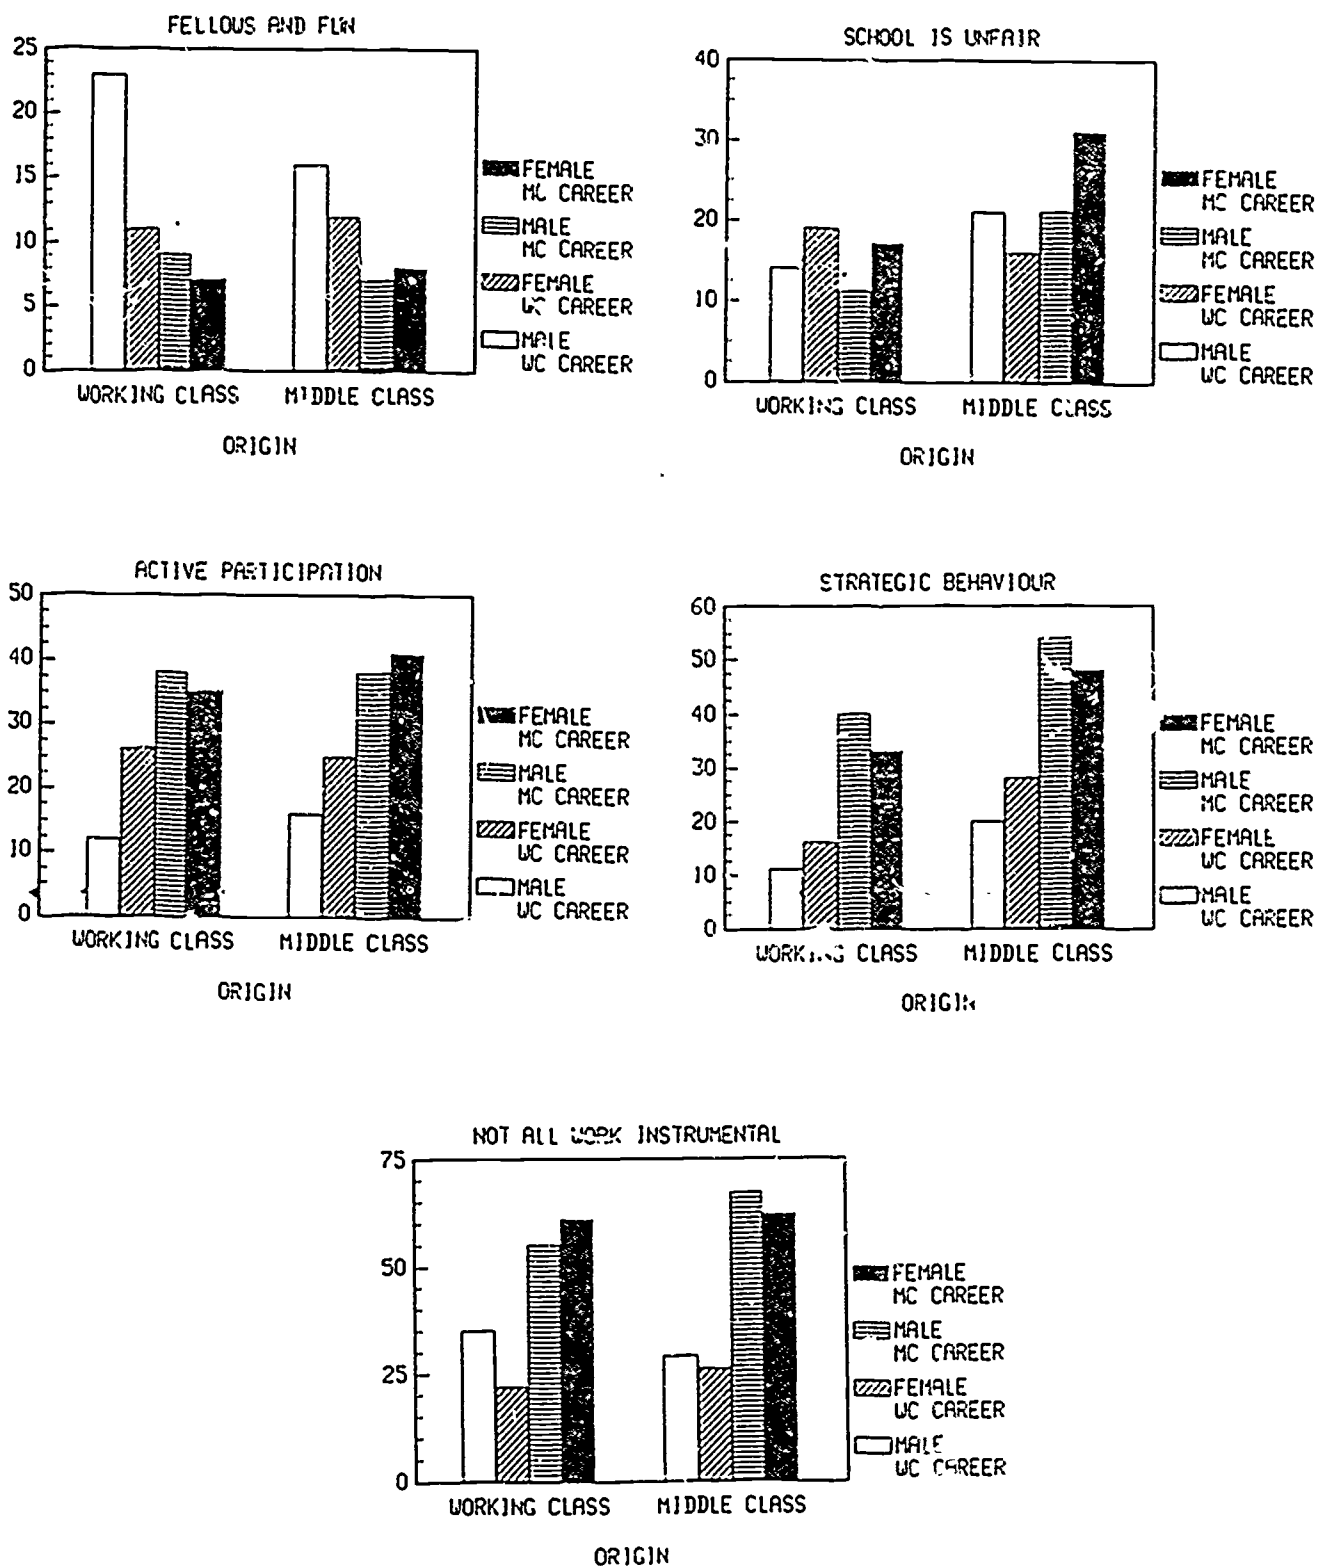 FELLOWS AND FUN
25
20
15
10
5
0
WORKING CLASS
MIDDLE CLASS
ORIGIN
FEMALE
MC CAREER
MALE
MC CAREER
FEMALE
WC CAREER
MALE
WC CAREER
SCHOOL IS UNFAIR
40
30
20
10
0
WORKING CLASS
MIDDLE CLASS
ORIGIN
FEMALE
MC CAREER
MALE
MC CAREER
FEMALE
WC CAREER
MALE
WC CAREER
ACTIVE PARTICIPATION
50
40
30
20
10
0
WORKING CLASS
MIDDLE CLASS
ORIGIN
FEMALE
MC CAREER
MALE
MC CAREER
FEMALE
WC CAREER
MALE
WC CAREER
STRATEGIC BEHAVIOUR
60
50
40
30
20
10
0
WORKING CLASS
MIDDLE CLASS
ORIGIN
FEMALE
MC CAREER
MALE
MC CAREER
FEMALE
WC CAREER
MALE
WC CAREER
NOT ALL WORK INSTRUMENTAL
75
50
25
0
WORKING CLASS
MIDDLE CLASS
ORIGIN
FEMALE
MC CAREER
MALE
MC CAREER
FEMALE
WC CAREER
MALE
WC CAREER